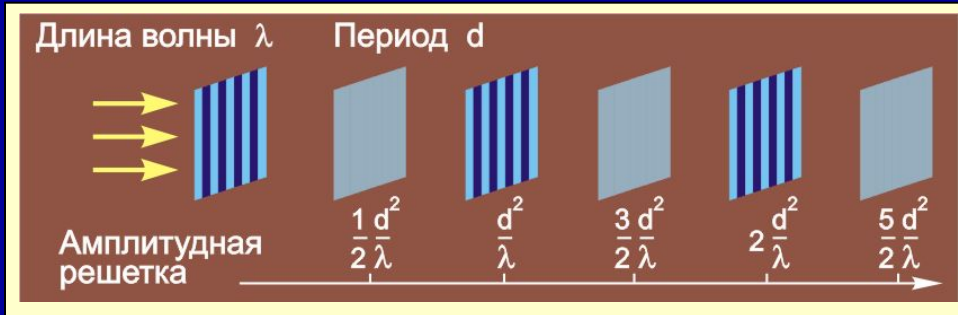 Длина волны λ Период d
1/2 d²/λ d²/λ 3/2 d²/λ 2 d²/λ 5/2 d²/λ
Амплитудная
решетка